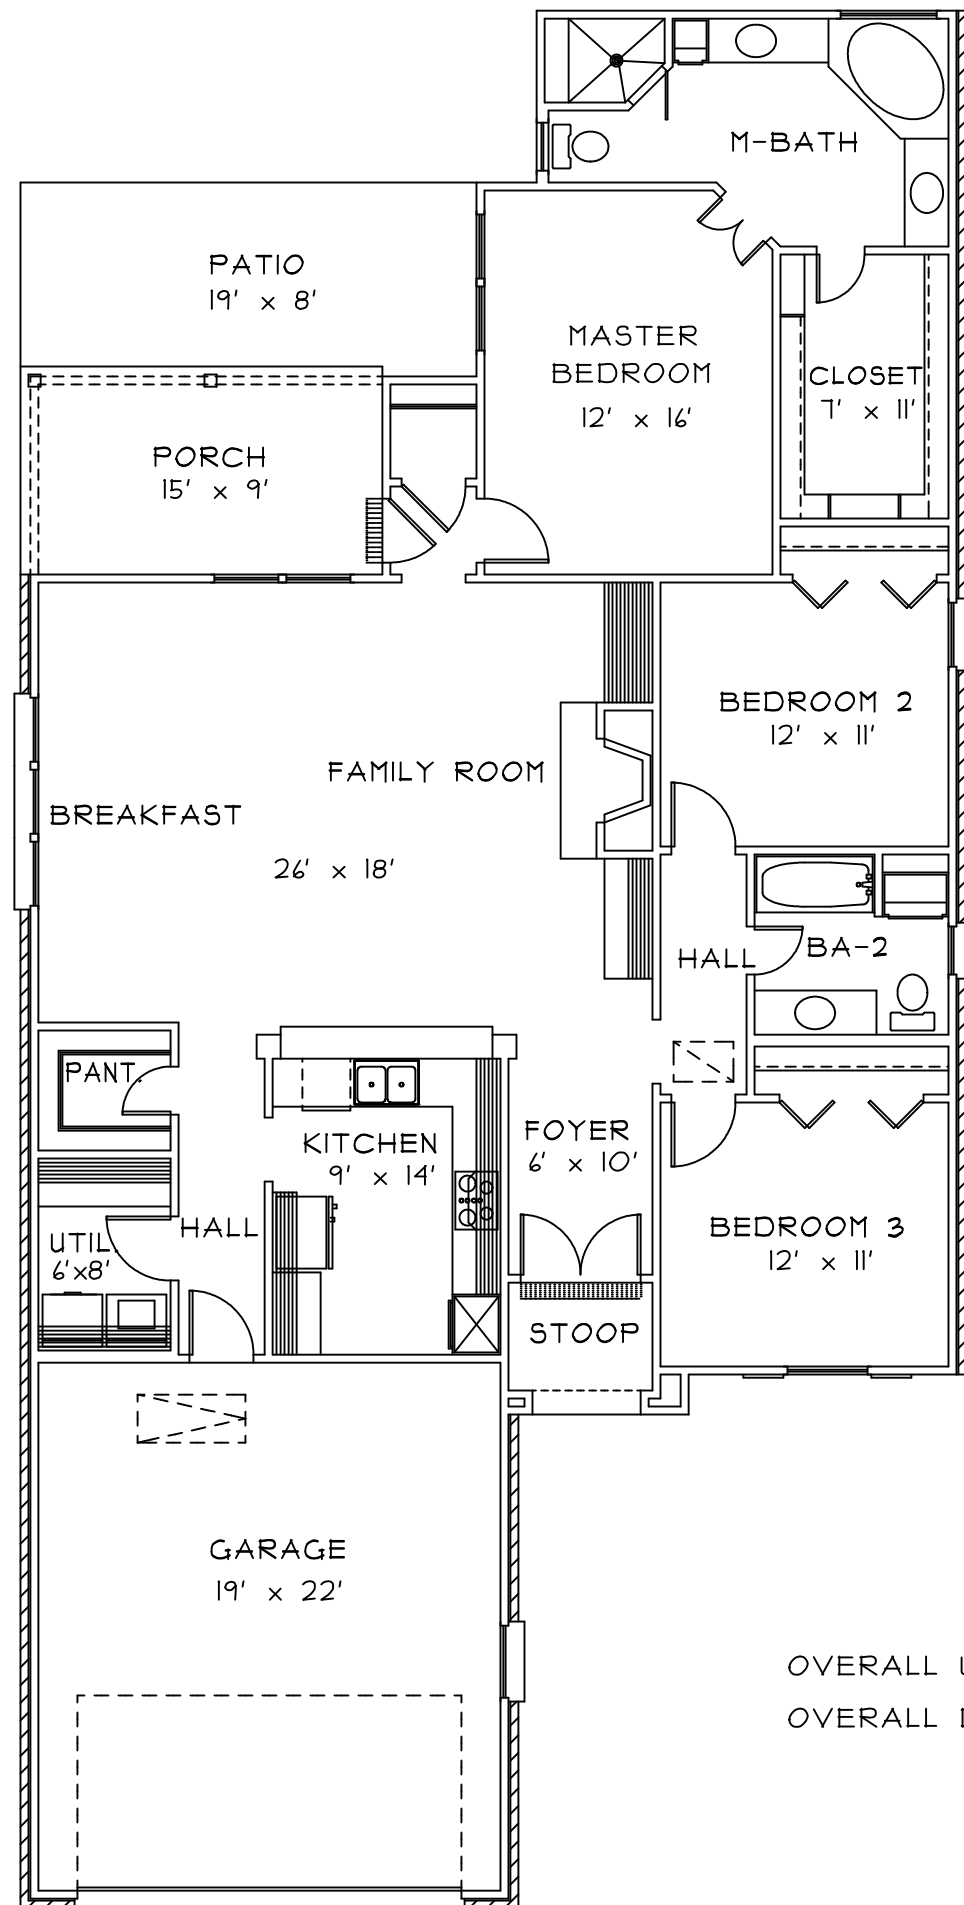 M-BATH
PATIO
19' x 8'
MASTER
BEDROOM
12' x 16'
CLOSET
7' x 11'
PORCH
15' x 9'
BEDROOM 2
12' x 11'
FAMILY ROOM
BREAKFAST
26' x 18'
HALL
BA-2
PANT.
KITCHEN
9' x 14'
FOYER
6' x 10'
HALL
UTIL.
6'x8'
BEDROOM 3
12' x 11'
STOOP
GARAGE
19' x 22'
OVERALL
OVERALL